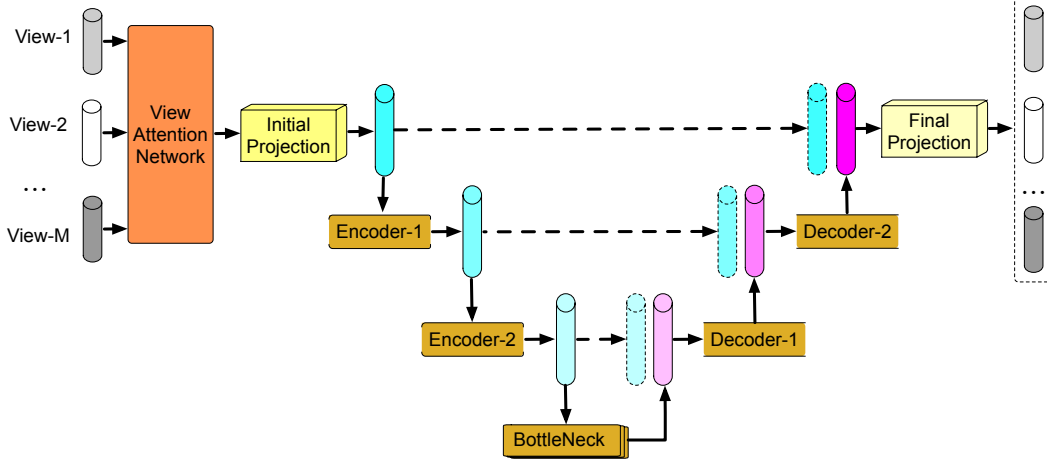 View-1
View-2
...
View-M
View
Attention
Network
Initial
Projection
Encoder-1
Encoder-2
BottleNeck
Decoder-1
Decoder-2
Final
Projection
...